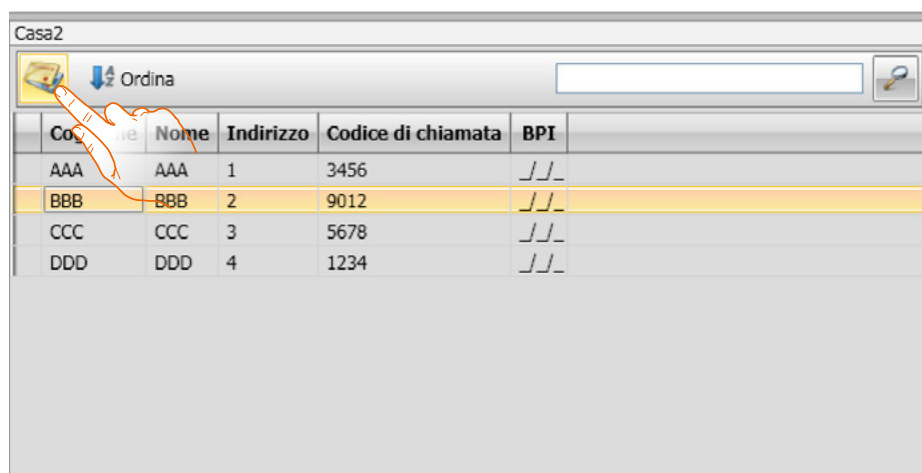 Casa2
Ordina
Nome Indirizzo Codice di chiamata BPI
AAA AAA 1 3456 _/_/_
BBB BBB 2 9012 _/_/_
CCC CCC 3 5678 _/_/_
DDD DDD 4 1234 _/_/_